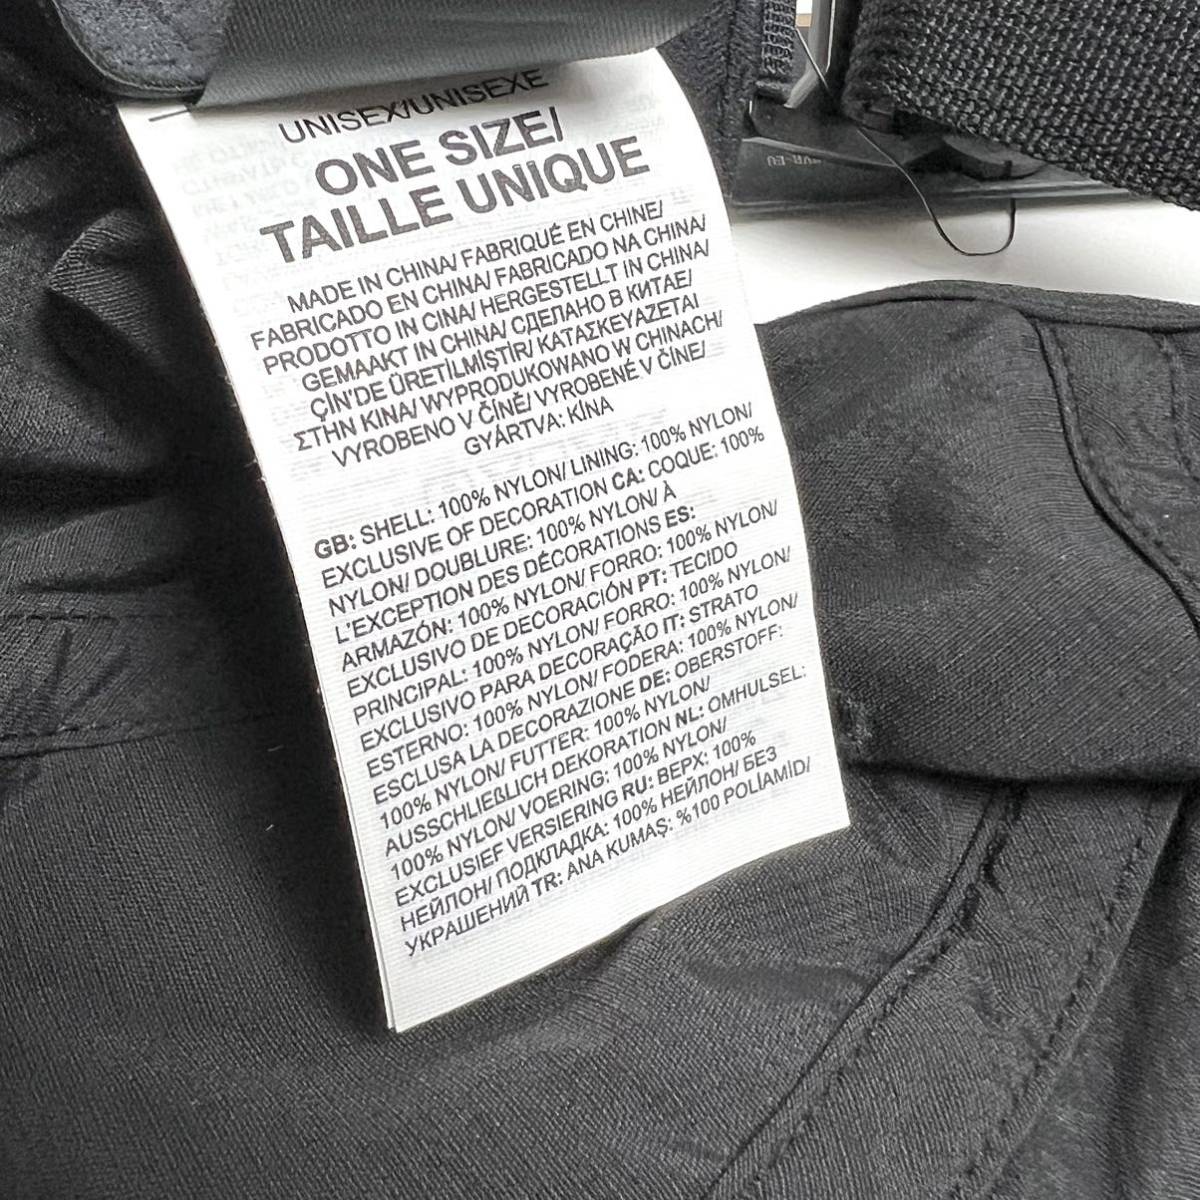 UNISEX/UNISEXE
ONE SIZE/
TAILLE UNIQUE
MADE IN CHINA/ FABRIQUÉ EN CHINE/
FABRICADO EN CHINA/ FABRICADO NA CHINA/
PRODOTTO IN CINA/ HERGESTELLT IN CHINA/
GEMAAKT IN CHINA/ СДЕЛАНО В КИТАЕ/
ÇİN'DE ÜRETİLMİŞTİR/ ΚΑΤΑΣΚΕΥΑΖΕΤΑΙ
ΣΤΗΝ ΚΙΝΑ/ WYPRODUKOWANO W CHINACH/
VYROBENO V ČÍNĚ/ VYROBENÉ V ČÍNE/
GYÁRTVA: KÍNA
GB: SHELL: 100% NYLON/ LINING: 100% NYLON/
EXCLUSIVE OF DECORATION CA: COQUE: 100%
NYLON/ DOUBLURE: 100% NYLON/ À
L'EXCEPTION DES DÉCORATIONS ES:
ARMAZÓN: 100% NYLON/ FORRO: 100% NYLON/
EXCLUSIVO DE DECORACIÓN PT: TECIDO
PRINCIPAL: 100% NYLON/ FORRO: 100% NYLON/
EXCLUSIVO PARA DECORAÇÃO IT: STRATO
ESTERNO: 100% NYLON/ FODERA: 100% NYLON/
ESCLUSA LA DECORAZIONE DE: OBERSTOFF:
100% NYLON/ FUTTER: 100% NYLON/
AUSSCHLIEßLICH DEKORATION NL: OMHULSEL:
100% NYLON/ VOERING: 100% NYLON/
EXCLUSIEF VERSIERING RU: ВЕРХ: 100%
НЕЙЛОН/ ПОДКЛАДКА: 100% НЕЙЛОН/ БЕЗ
УКРАШЕНИЙ TR: ANA KUMAŞ: %100 POLİAMİD/